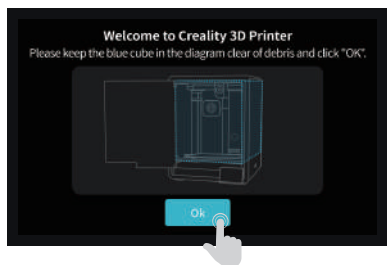 Welcome to Creality 3D Printer
Please keep the blue cube in the diagram clear of debris and click "OK".
Ok